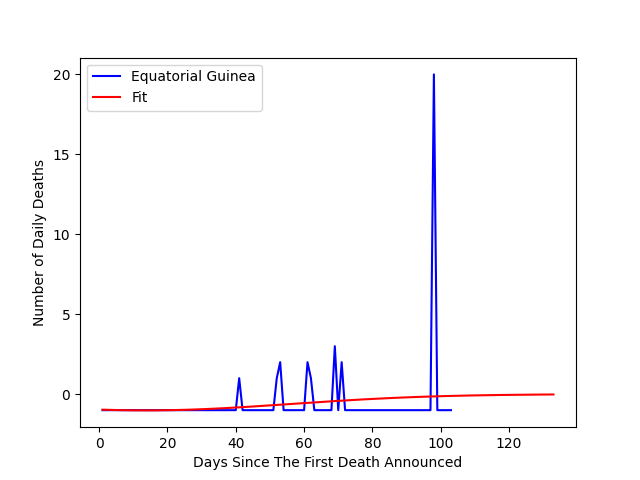 Equatorial Guinea
Fit
20
15
10
5
0
Number of Daily Deaths
0 20 40 60 80 100 120
Days Since The First Death Announced